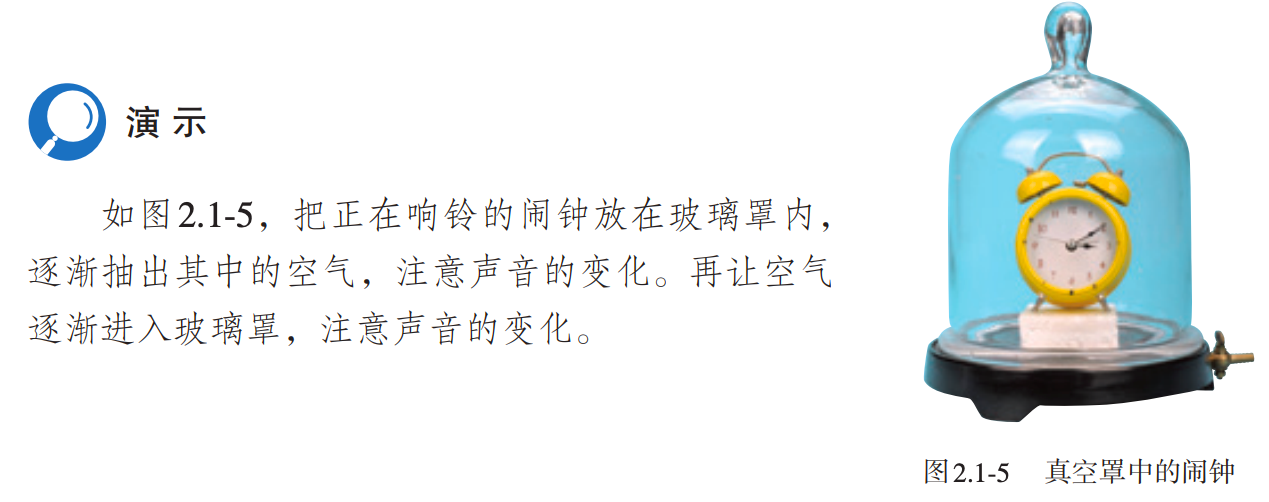 演示
如图2.1-5，把正在响铃的闹钟放在玻璃罩内，
逐渐抽出其中的空气，注意声音的变化。再让空气
逐渐进入玻璃罩，注意声音的变化。
图2.1-5 真空罩中的闹钟